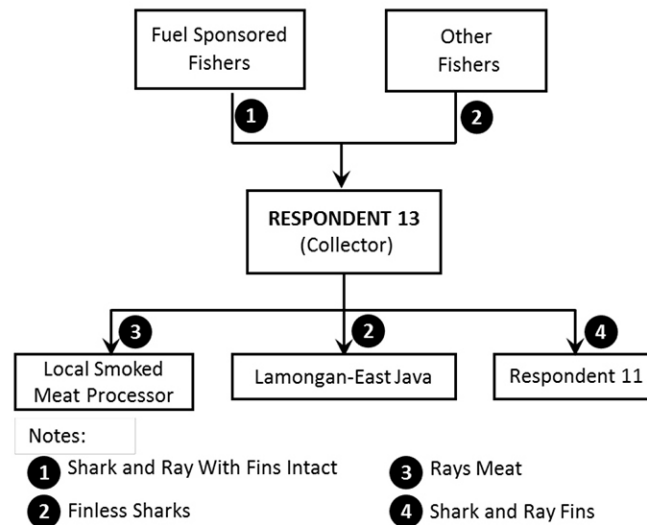 Fuel Sponsored
Fishers
Other
Fishers
1
2
RESPONDENT 13
(Collector)
3
2
4
Local Smoked
Meat Processor
Lamongan-East Java
Respondent 11
Notes:
1 Shark and Ray With Fins Intact
3 Rays Meat
2 Finless Sharks
4 Shark and Ray Fins